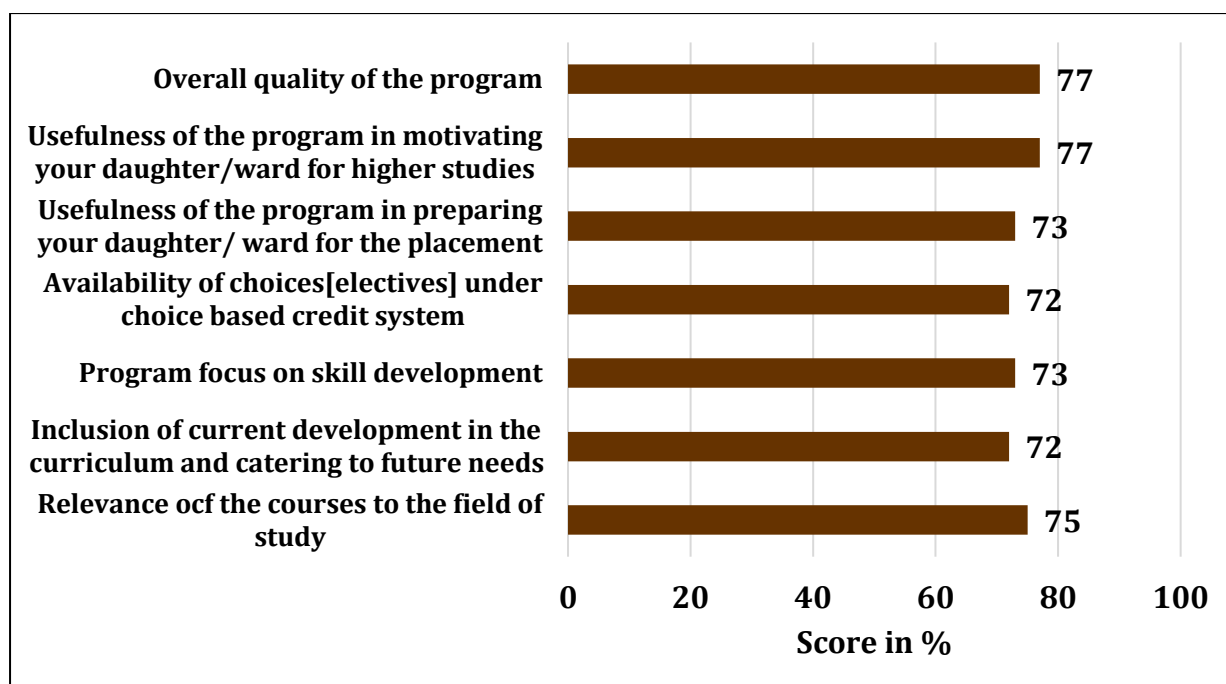 Overall quality of the program
77
Usefulness of the program in motivating
your daughter/ward for higher studies
77
Usefulness of the program in preparing
your daughter/ ward for the placement
73
Availability of choices[electives] under
choice based credit system
72
Program focus on skill development
73
Inclusion of current development in the
curriculum and catering to future needs
72
Relevance ocf the courses to the field of
study
75
0 20 40 60 80 100
Score in %